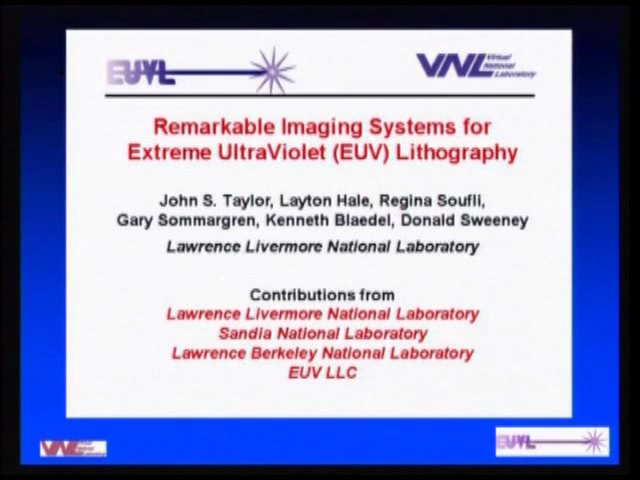 EUVL
VNL Virtual
National
Laboratory
Remarkable Imaging Systems for
Extreme UltraViolet (EUV) Lithography
John S. Taylor, Layton Hale, Regina Soufli,
Gary Sommargren, Kenneth Blaedel, Donald Sweeney
Lawrence Livermore National Laboratory
Contributions from
Lawrence Livermore National Laboratory
Sandia National Laboratory
Lawrence Berkeley National Laboratory
EUV LLC
VNL
EUVL